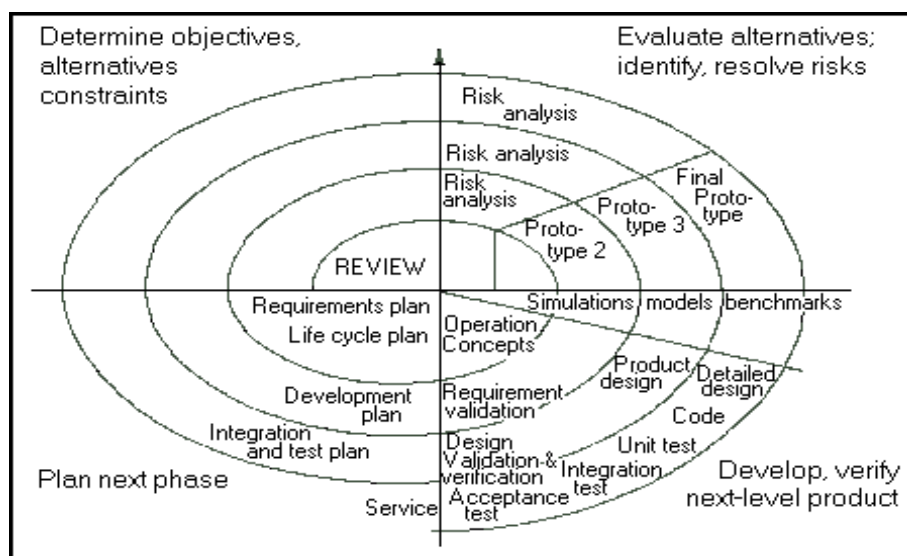 Determine objectives,
alternatives
constraints
Evaluate alternatives;
identify, resolve risks
Risk
analysis
Risk analysis
Risk
analysis
Final
Proto-
type
Proto-
type 3
Proto-
type 2
REVIEW
Simulations models benchmarks
Requirements plan
Life cycle plan
Operation
Concepts
Product
design
Detailed
design
Development
plan
Requirement
validation
Code
Integration
and test plan
Design
Validation-&
verification
Unit test
Integration
test
Acceptance
test
Service
Plan next phase
Develop, verify
next-level product